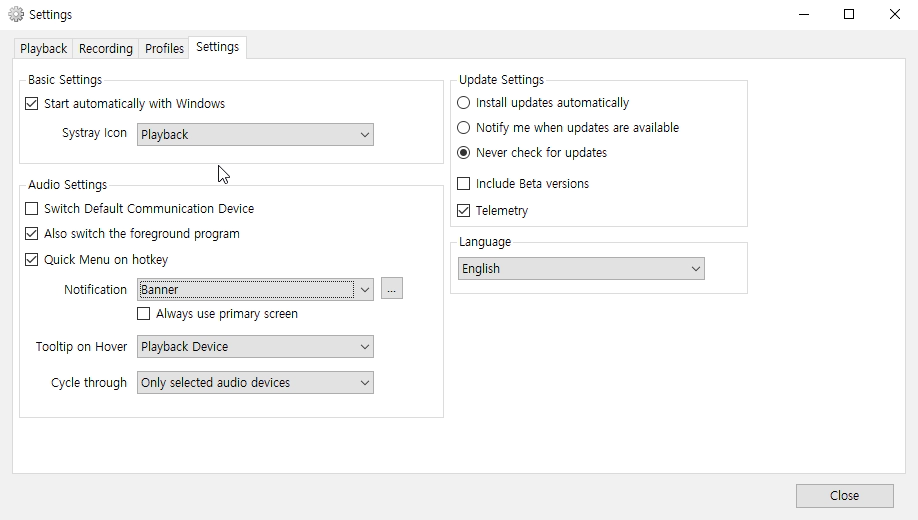 Settings
Playback Recording Profiles Settings
Basic Settings
Start automatically with Windows
Systray Icon Playback
Audio Settings
Switch Default Communication Device
Also switch the foreground program
Quick Menu on hotkey
Notification Banner ...
Always use primary screen
Tooltip on Hover Playback Device
Cycle through Only selected audio devices
Update Settings
Install updates automatically
Notify me when updates are available
Never check for updates
Include Beta versions
Telemetry
Language
English
Close